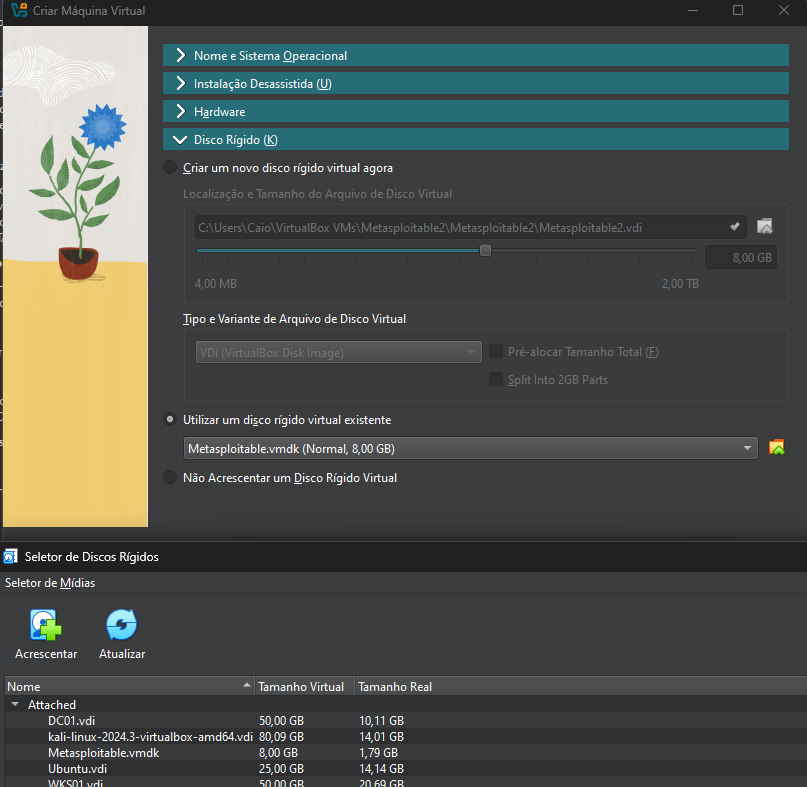 Criar Máquina Virtual
Nome e Sistema Operacional
Instalação Desassistida (U)
Hardware
Disco Rígido (K)
Criar um novo disco rígido virtual agora
Localização e Tamanho do Arquivo de Disco Virtual
C:\Users\Caio\VirtualBox VMs\Metasploitable2\Metasploitable2\Metasploitable2.vdi
8,00 GB
4,00 MB 2,00 TB
Tipo e Variante de Arquivo de Disco Virtual
VDI (VirtualBox Disk Image) Pré-alocar Tamanho Total (F)
Split Into 2GB Parts
Utilizar um disco rígido virtual existente
Metasploitable.vmdk (Normal, 8,00 GB)
Não Acrescentar um Disco Rígido Virtual
Seletor de Discos Rígidos
Seletor de Mídias
Acrescentar Atualizar
Nome Tamanho Virtual Tamanho Real
Attached
DC01.vdi 50,00 GB 10,11 GB
kali-linux-2024.3-virtualbox-amd64.vdi 80,09 GB 14,01 GB
Metasploitable.vmdk 8,00 GB 1,79 GB
Ubuntu.vdi 25,00 GB 14,14 GB
WKS01.vdi 50,00 GB 20,69 GB